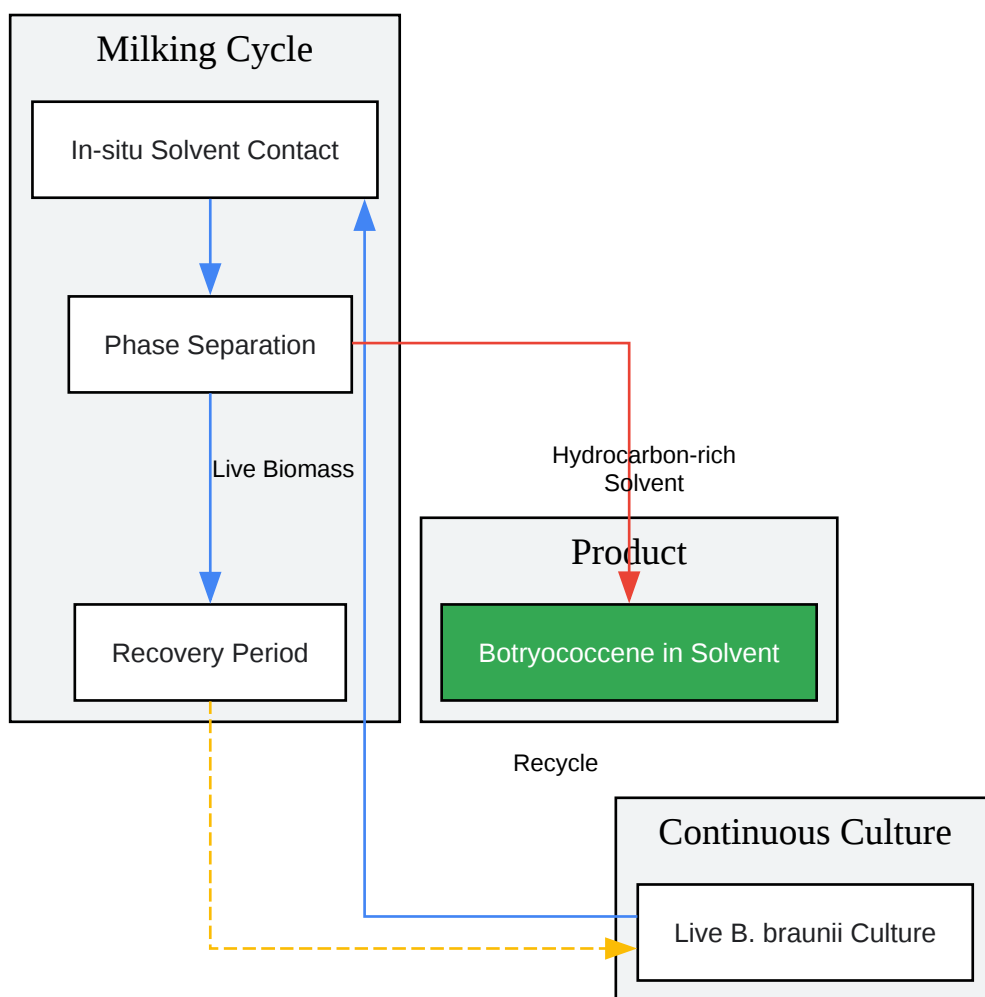 Milking Cycle
In-situ Solvent Contact
Phase Separation
Live Biomass
Hydrocarbon-rich
Solvent
Product
Recovery Period
Botryococcene in Solvent
Recycle
Continuous Culture
Live B. braunii Culture